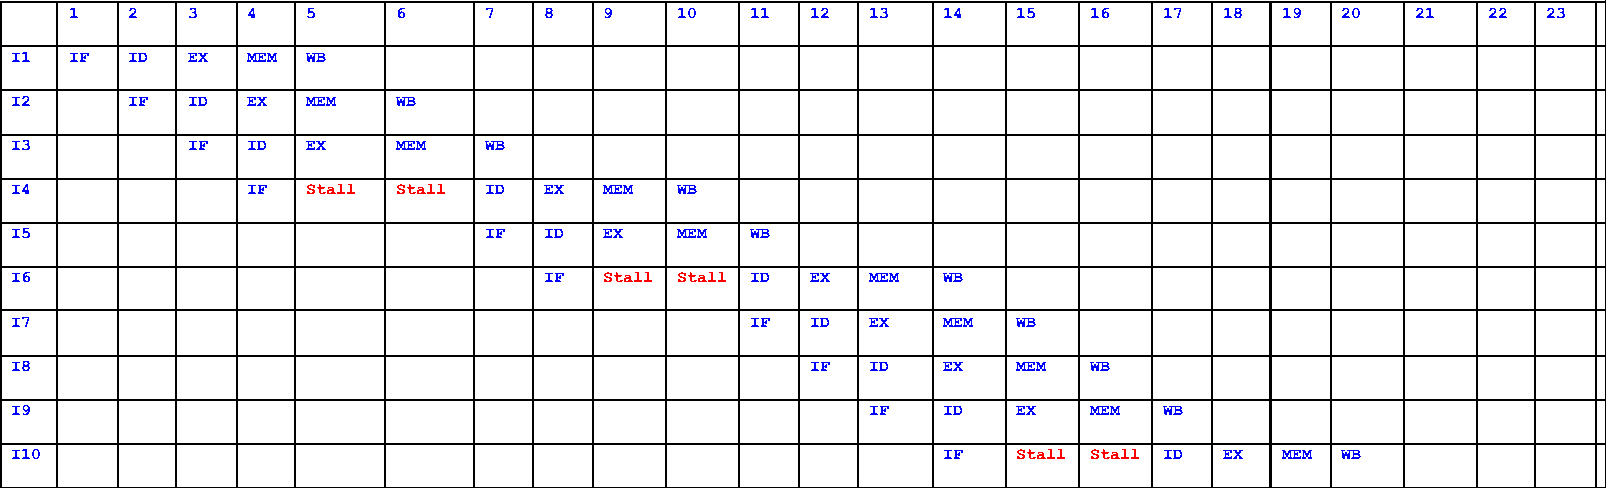 1 2 3 4 5 6 7 8 9 10 11 12 13 14 15 16 17 18 19 20 21 22 23
I1 IF ID EX MEM WB
I2 IF ID EX MEM WB
I3 IF ID EX MEM WB
I4 IF Stall Stall ID EX MEM WB
I5 IF ID EX MEM WB
I6 IF Stall Stall ID EX MEM WB
I7 IF ID EX MEM WB
I8 IF ID EX MEM WB
I9 IF ID EX MEM WB
I10 IF Stall Stall ID EX MEM WB